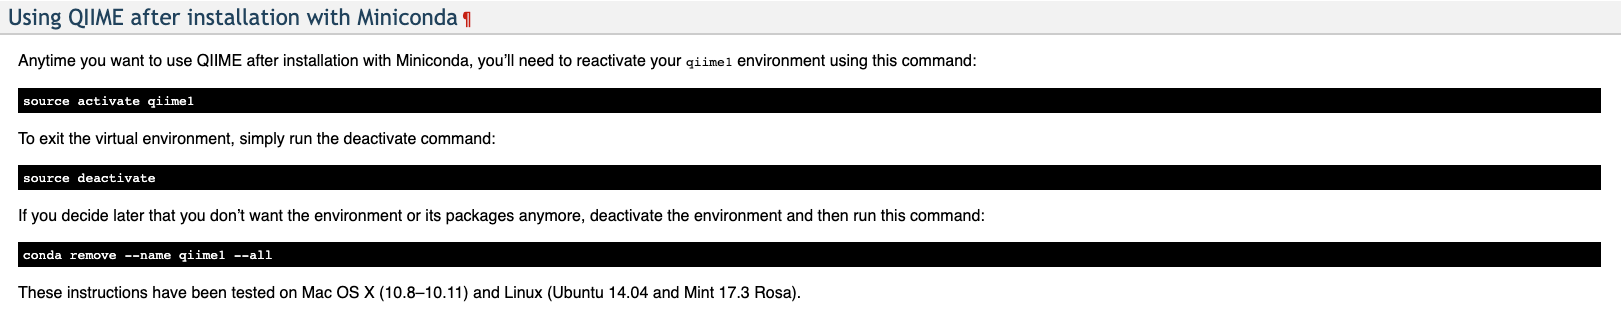 Using QIIME after installation with Miniconda¶
Anytime you want to use QIIME after installation with Miniconda, you’ll need to reactivate your qiime1 environment using this command:
source activate qiime1
To exit the virtual environment, simply run the deactivate command:
source deactivate
If you decide later that you don’t want the environment or its packages anymore, deactivate the environment and then run this command:
conda remove --name qiime1 --all
These instructions have been tested on Mac OS X (10.8–10.11) and Linux (Ubuntu 14.04 and Mint 17.3 Rosa).